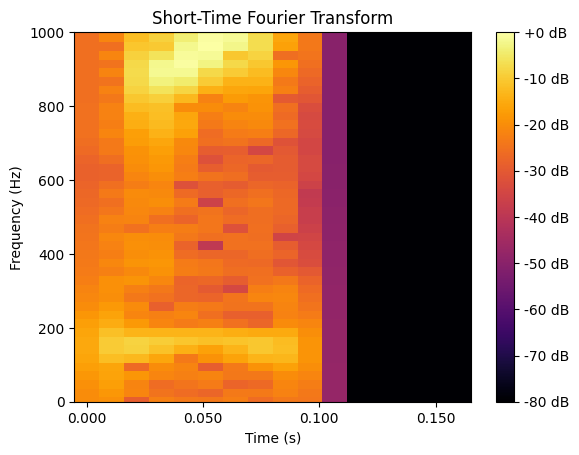 Short-Time Fourier Transform
1000
800
600
400
200
0
Frequency (Hz)
0.000
0.050
0.100
0.150
Time (s)
+0 dB
-10 dB
-20 dB
-30 dB
-40 dB
-50 dB
-60 dB
-70 dB
-80 dB